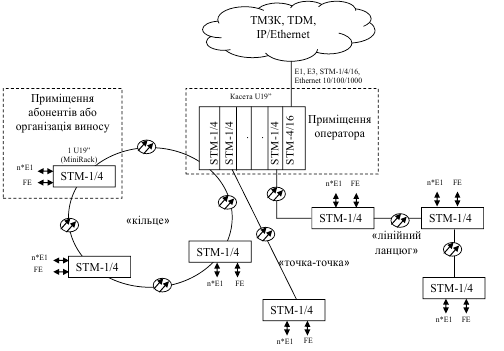 ТМЗК, TDM,
IP/Ethernet
E1, E3, STM-1/4/16,
Ethernet 10/100/1000
Касета U19"
STM-1/4
STM-1/4
.
.
STM-1/4
STM-4/16
Приміщення
оператора
Приміщення
абонентів або
організація виносу
1 U19"
(MiniRack)
n*E1
FE
STM-1/4
«кільце»
n*E1
FE
STM-1/4
STM-1/4
n*E1 FE
«точка-точка»
STM-1/4
n*E1 FE
n*E1 FE
STM-1/4
«лінійний
ланцюг»
n*E1 FE
STM-1/4
STM-1/4
n*E1 FE